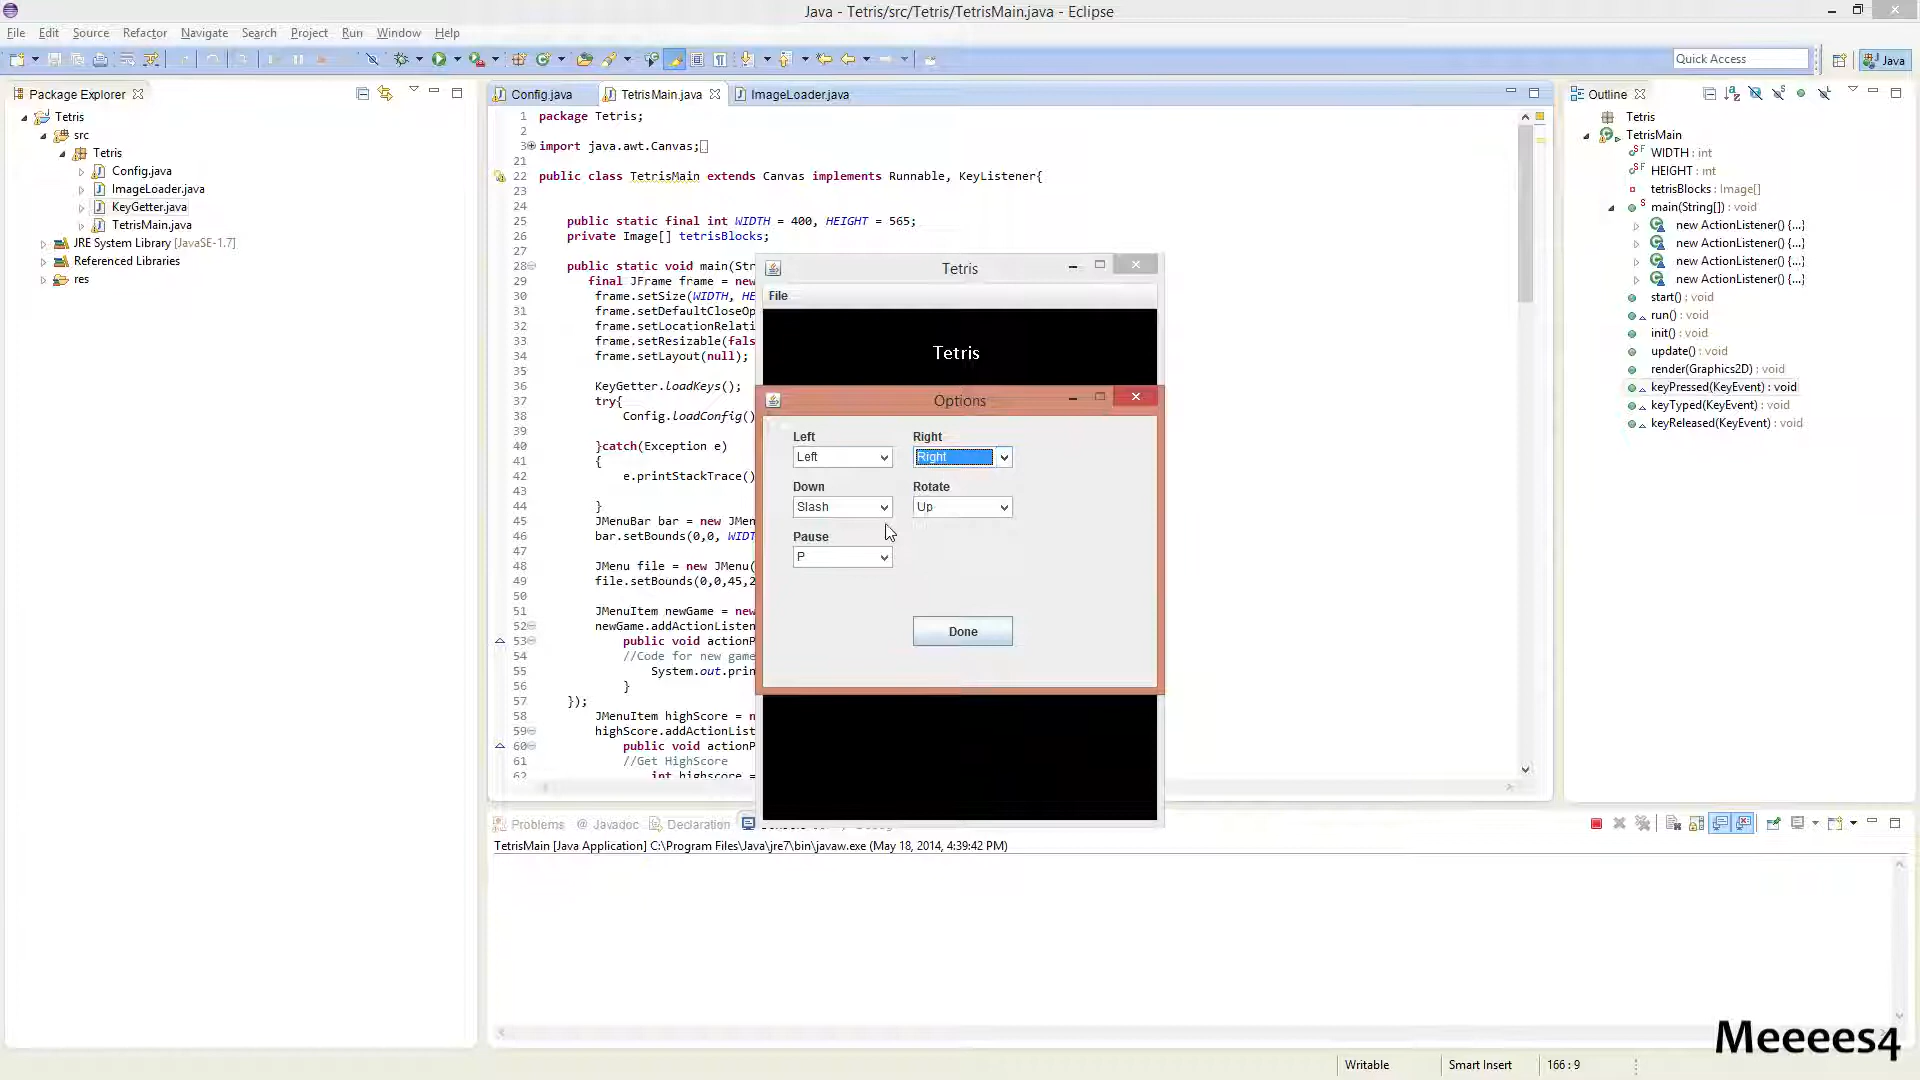 Java - Tetris/src/Tetris/TetrisMain.java - Eclipse
File Edit Source Refactor Navigate Search Project Run Window Help
Quick Access
Java
Package Explorer
Config.java TetrisMain.java ImageLoader.java
Outline
Tetris
src
Tetris
Config.java
ImageLoader.java
KeyGetter.java
TetrisMain.java
JRE System Library [JavaSE-1.7]
Referenced Libraries
res
1 package Tetris;
2
3 import java.awt.Canvas;
21
22 public class TetrisMain extends Canvas implements Runnable, KeyListener{
23
24
25 public static final int WIDTH = 400, HEIGHT = 565;
26 private Image[] tetrisBlocks;
27
28 public static void main(Str
29 final JFrame frame = new
30 frame.setSize(WIDTH, HE
31 frame.setDefaultCloseOp
32 frame.setLocationRelati
33 frame.setResizable(fals
34 frame.setLayout(null);
35
36 KeyGetter.loadKeys();
37 try{
38 Config.loadConfig()
39
40 }catch(Exception e)
41 {
42 e.printStackTrace()
43
44 }
45 JMenuBar bar = new JMen
46 bar.setBounds(0,0, WIDT
47
48 JMenu file = new JMenu(
49 file.setBounds(0,0,45,2
50
51 JMenuItem newGame = new
52 newGame.addActionListen
53 public void actionP
54 //Code for new game
55 System.out.prin
56 }
57 });
58 JMenuItem highScore = n
59 highScore.addActionList
60 public void actionP
61 //Get HighScore
62 int highscore =
Tetris
File
Tetris
Options
Left Right
Left Right
Down Rotate
Slash Up
Pause
P
Done
Tetris
TetrisMain
WIDTH : int
HEIGHT : int
tetrisBlocks : Image[]
main(String[]) : void
new ActionListener() {...}
new ActionListener() {...}
new ActionListener() {...}
new ActionListener() {...}
start() : void
run() : void
init() : void
update() : void
render(Graphics2D) : void
keyPressed(KeyEvent) : void
keyTyped(KeyEvent) : void
keyReleased(KeyEvent) : void
Problems @ Javadoc Declaration
TetrisMain [Java Application] C:\Program Files\Java\jre7\bin\javaw.exe (May 18, 2014, 4:39:42 PM)
Meeees4
Writable Smart Insert 166 : 9